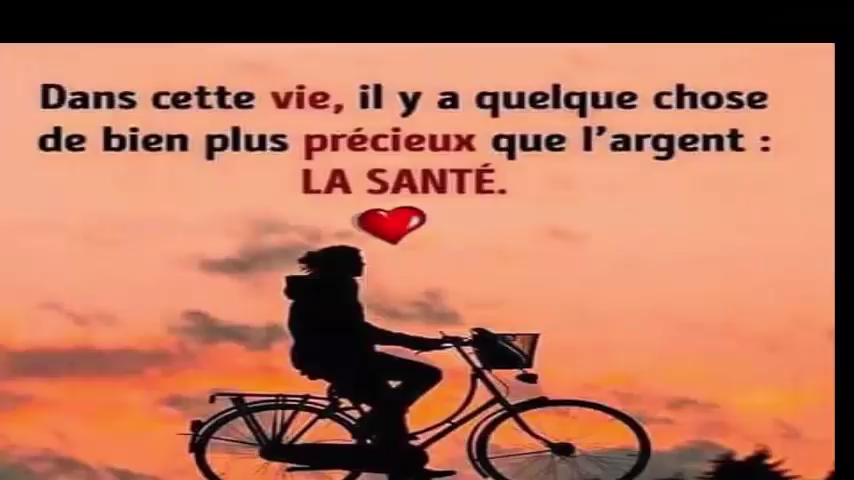 Dans cette vie, il y a quelque chose
de bien plus précieux que l'argent :
LA SANTÉ.